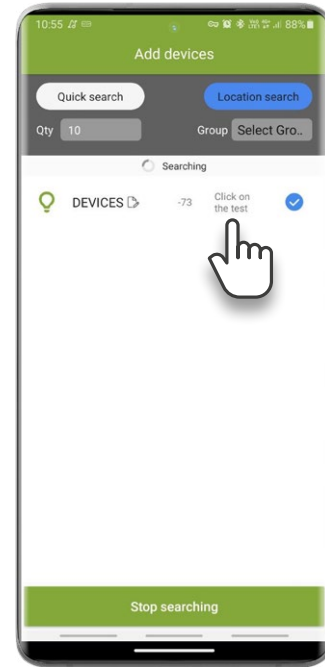 10:55
88%
Add devices
Quick search
Location search
Qty 10
Group Select Gro..
Searching
DEVICES -73 Click on
the test
Stop searching